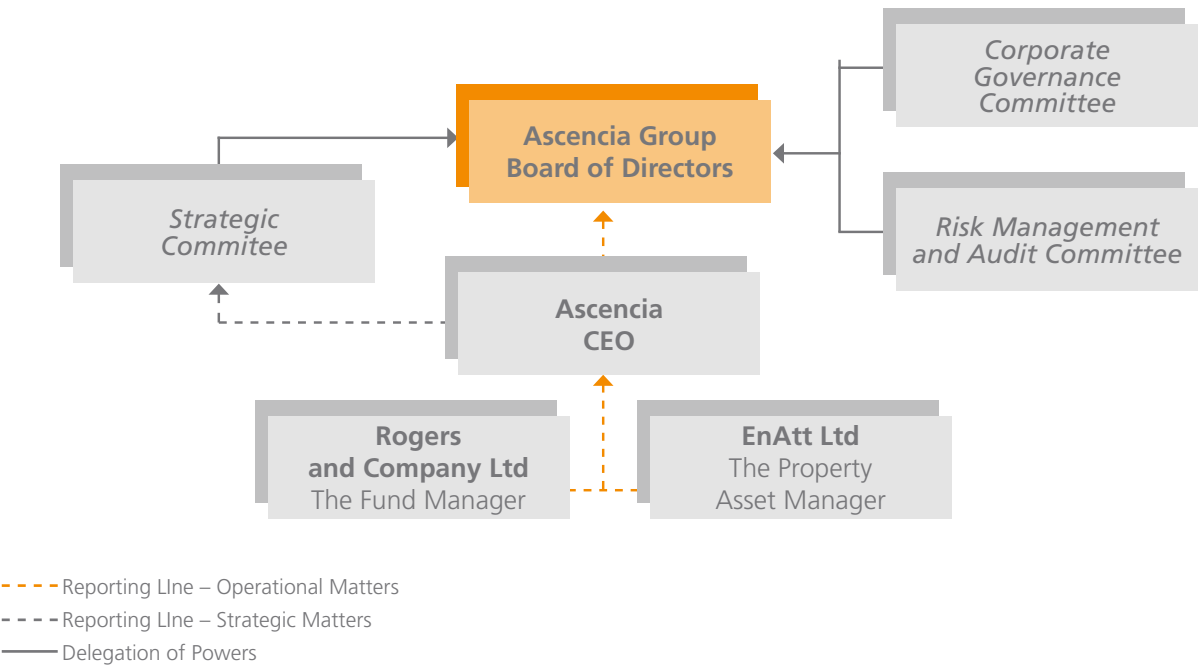 Corporate
Governance
Committee
Ascencia Group
Board of Directors
Strategic
Commitee
Risk Management
and Audit Committee
Ascencia
CEO
Rogers
and Company Ltd
The Fund Manager
EnAtt Ltd
The Property
Asset Manager
Reporting LIne – Operational Matters
Reporting LIne – Strategic Matters
Delegation of Powers